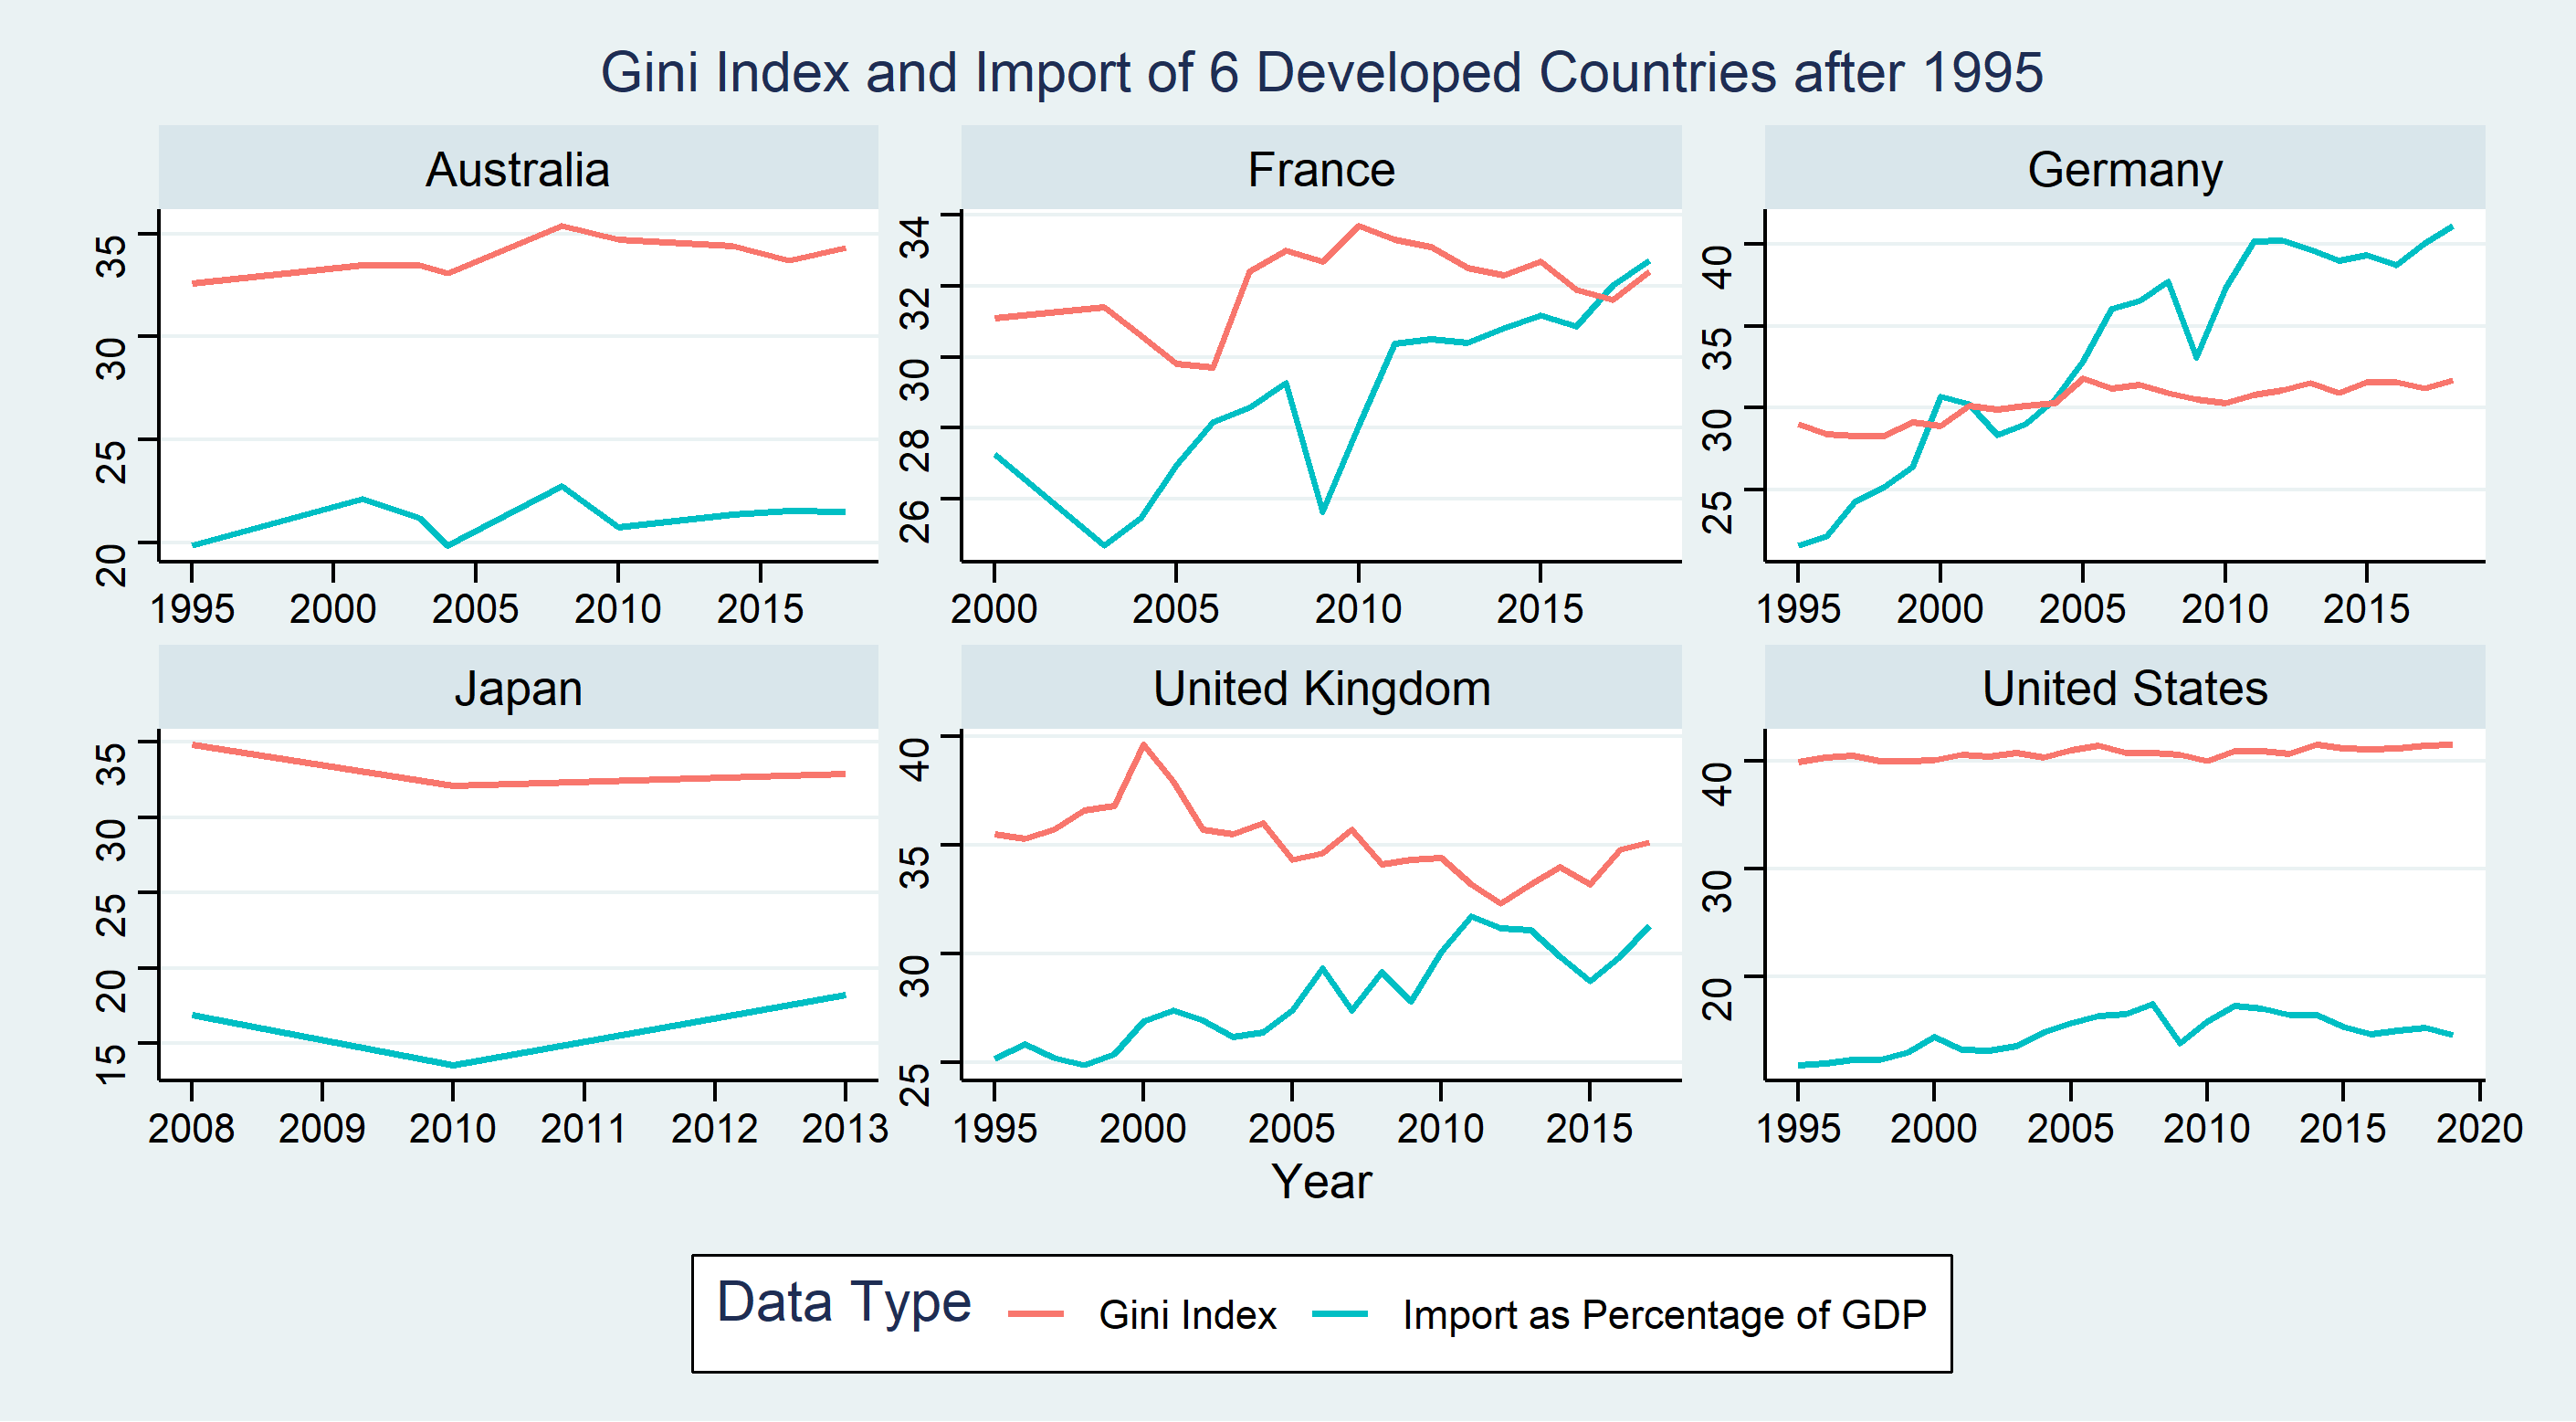 Gini Index and Import of 6 Developed Countries after 1995
Australia
France
Germany
35
30
25
20
34
32
30
28
26
40
35
30
25
1995 2000 2005 2010 2015
2000 2005 2010 2015
1995 2000 2005 2010 2015
Japan
United Kingdom
United States
35
30
25
20
15
40
35
30
25
40
30
20
2008 2009 2010 2011 2012 2013
1995 2000 2005 2010 2015
1995 2000 2005 2010 2015 2020
Year
Data Type Gini Index Import as Percentage of GDP